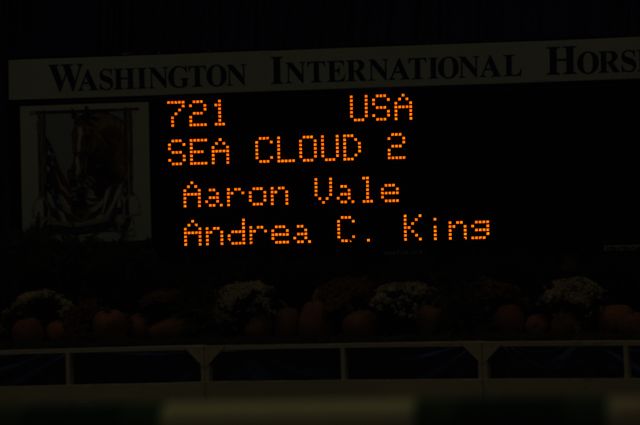 WASHINGTON INTERNATIONAL HORS
721 USA
SEA CLOUD 2
Aaron Vale
Andrea C. King